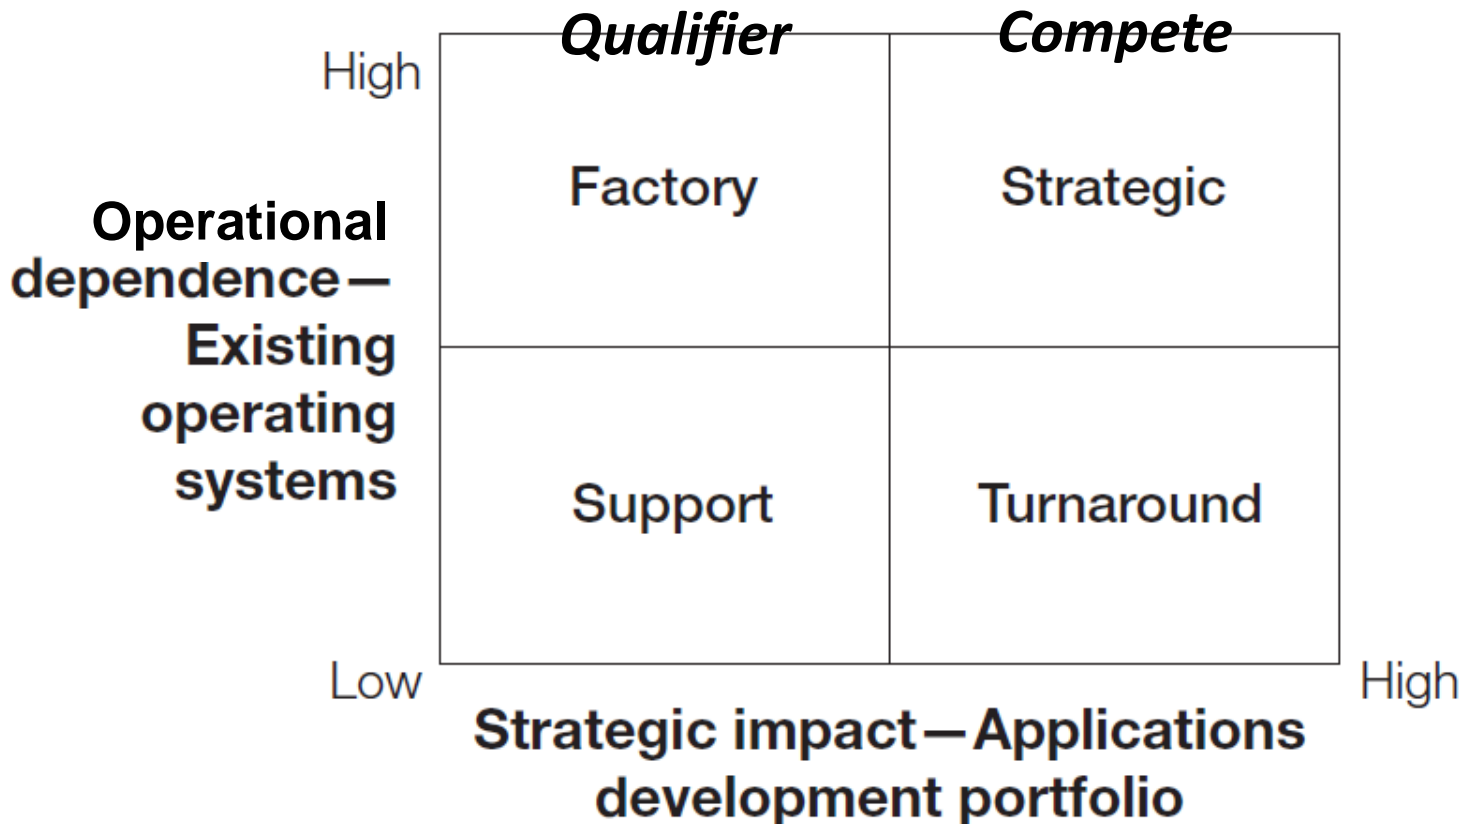 Qualifier Compete
High
Factory Strategic
Operational
dependence—
Existing
operating
systems
Support Turnaround
Low High
Strategic impact—Applications
development portfolio